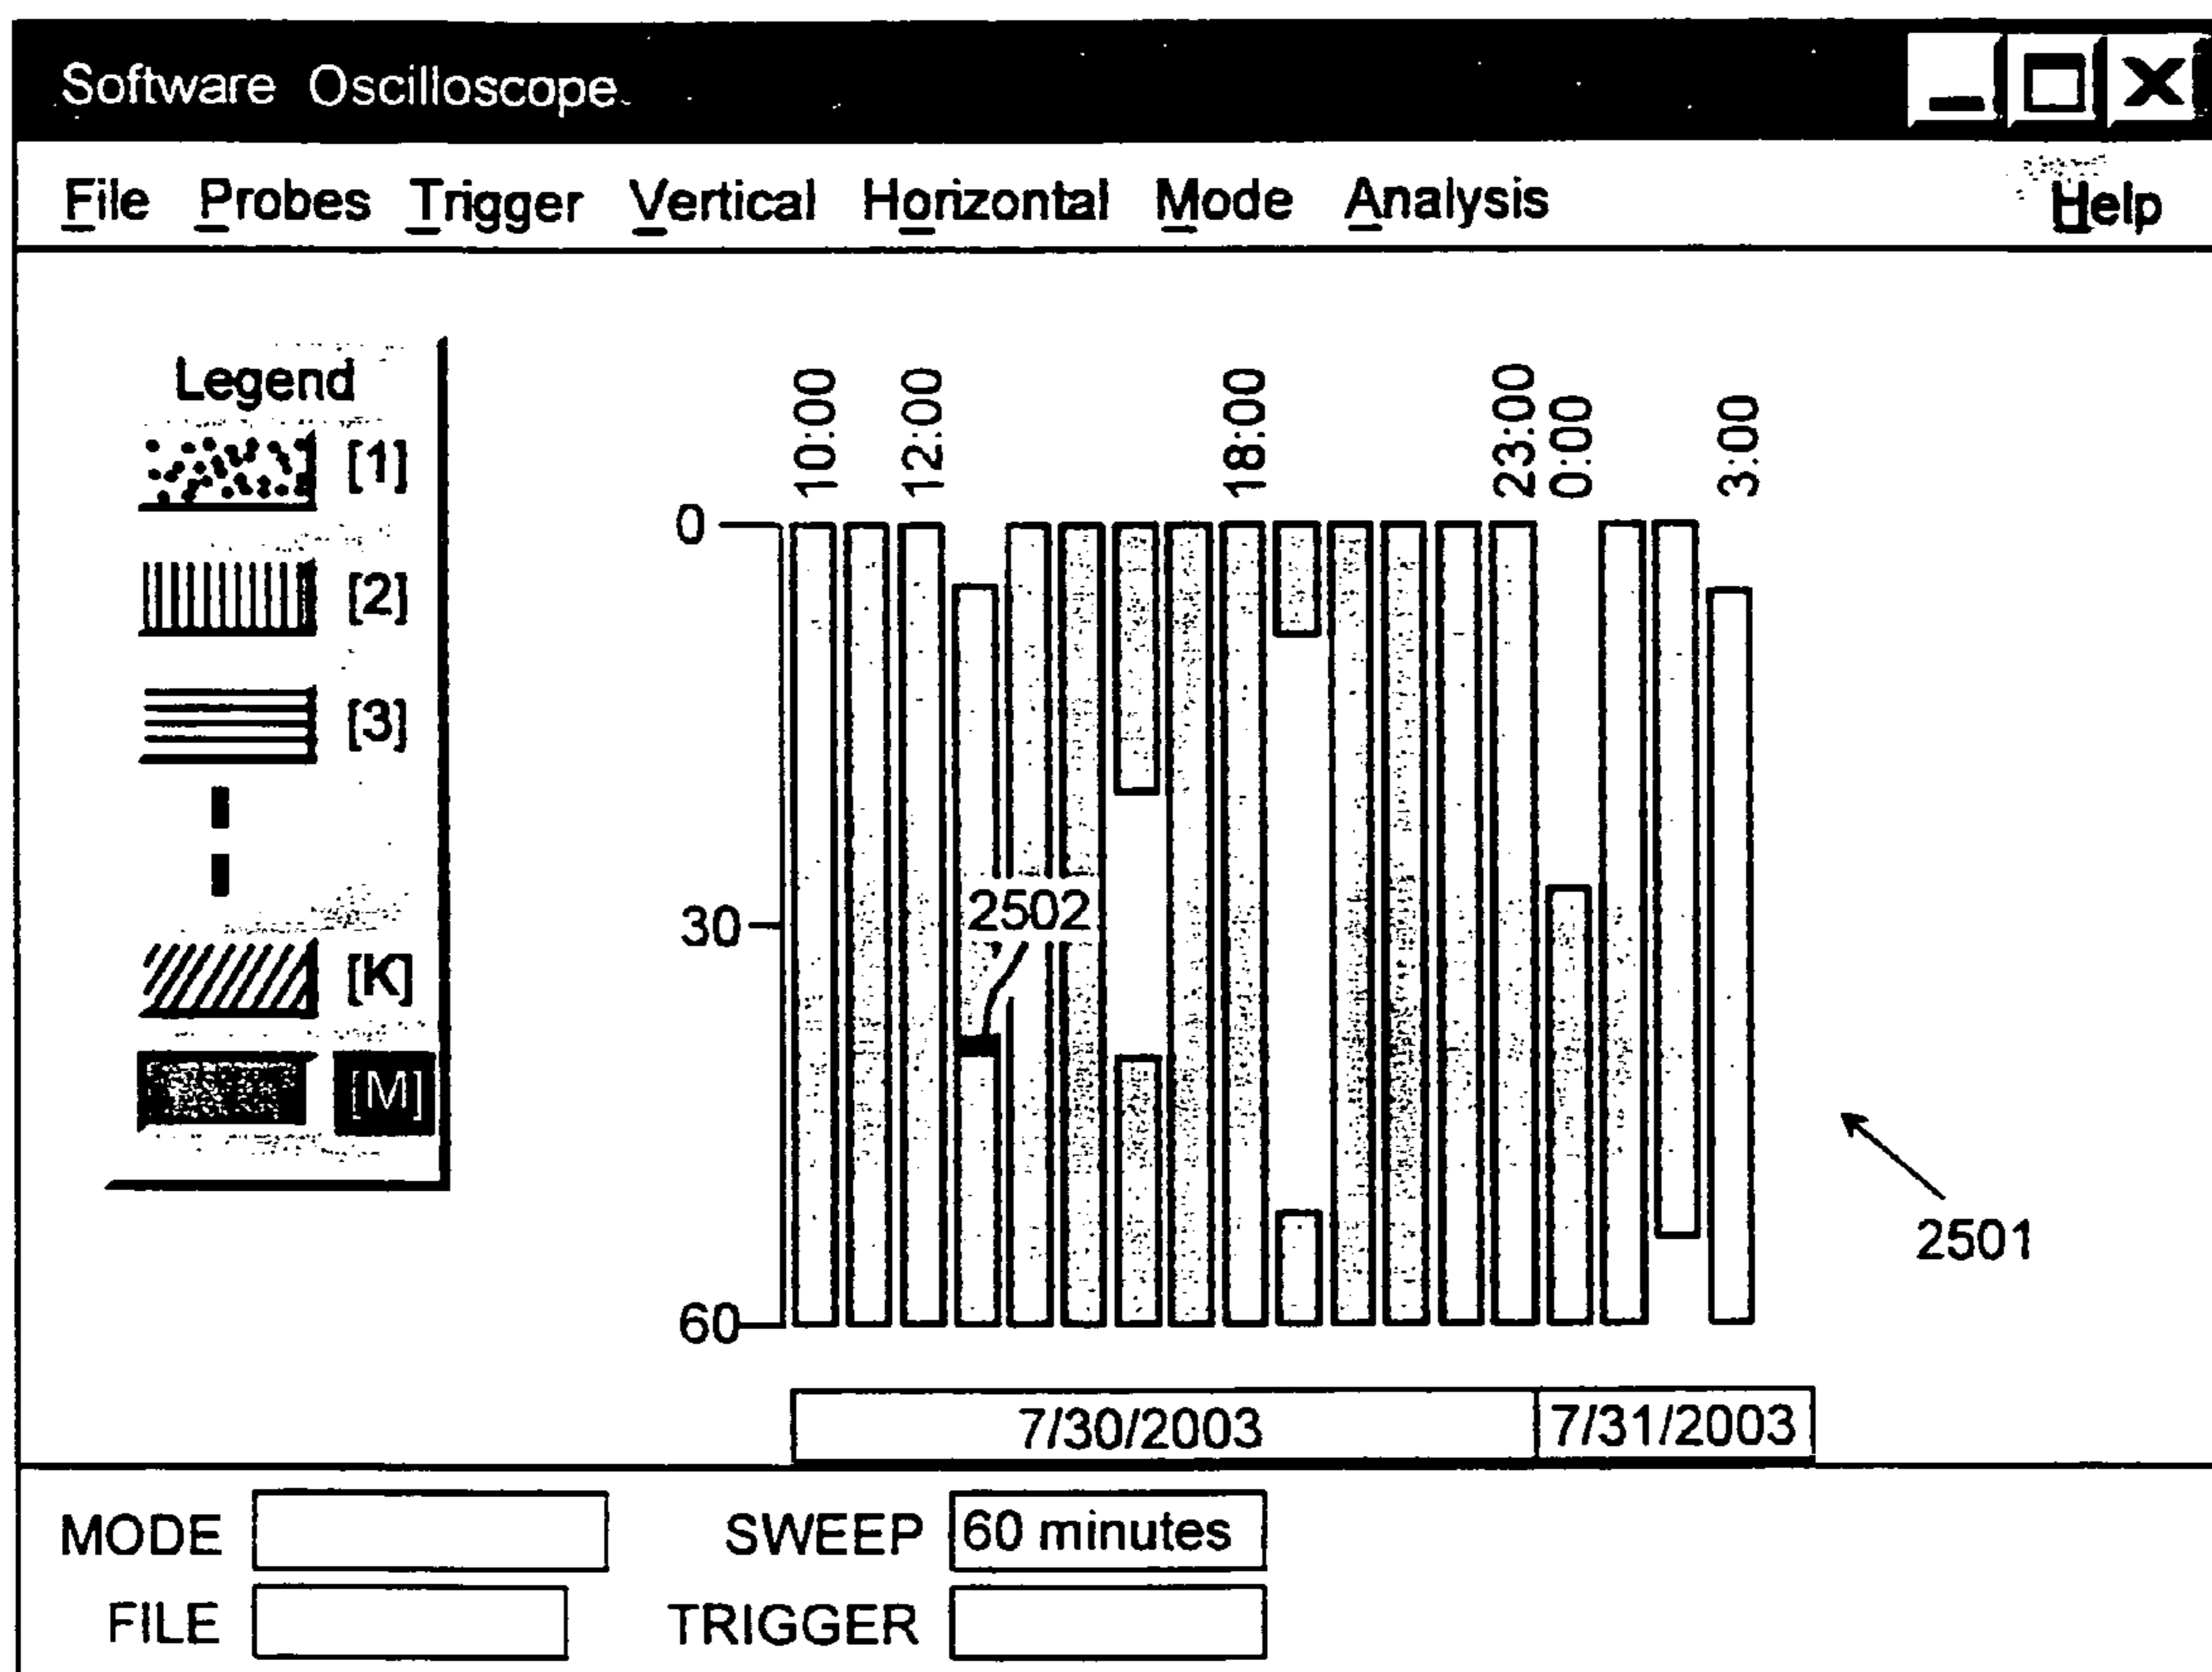 Software Oscilloscope
File Probes Trigger Vertical Horizontal Mode Analysis Help
Legend
[1]
[2]
[3]
[K]
[M]
10:00 12:00 18:00 23:00 0:00 3:00
0
30
60
2502
2501
7/30/2003 7/31/2003
MODE SWEEP 60 minutes
FILE TRIGGER